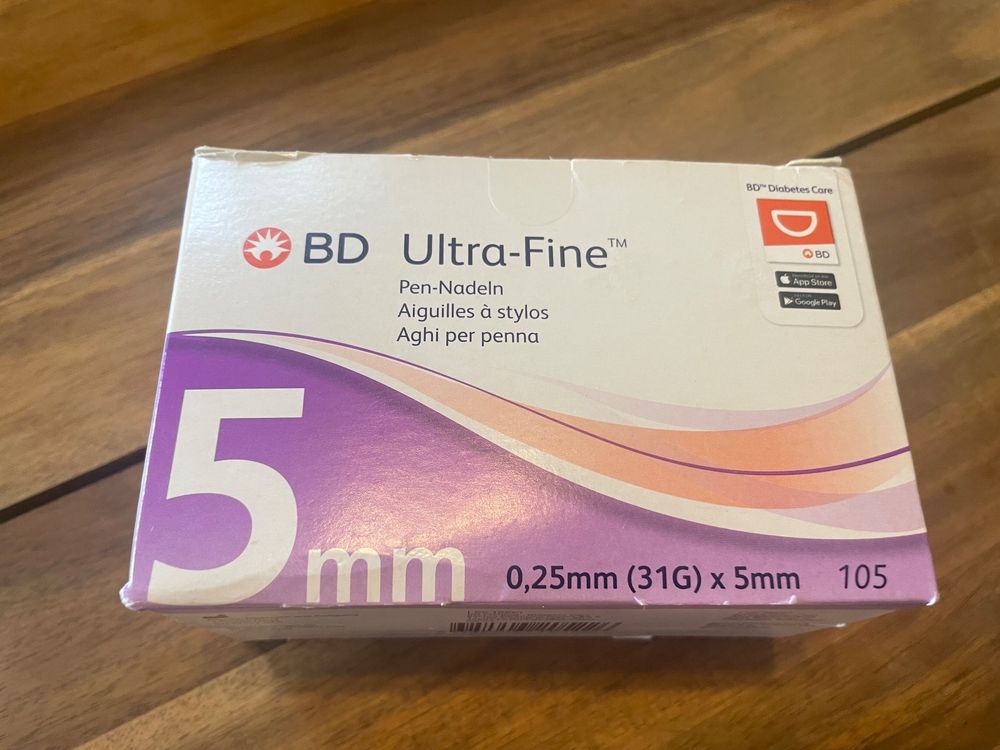 BD™ Diabetes Care
BD Ultra-Fine™
BD
Pen-Nadeln
Aiguilles à stylos
Aghi per penna
App Store
Google Play
5mm
0,25mm (31G) x 5mm 105